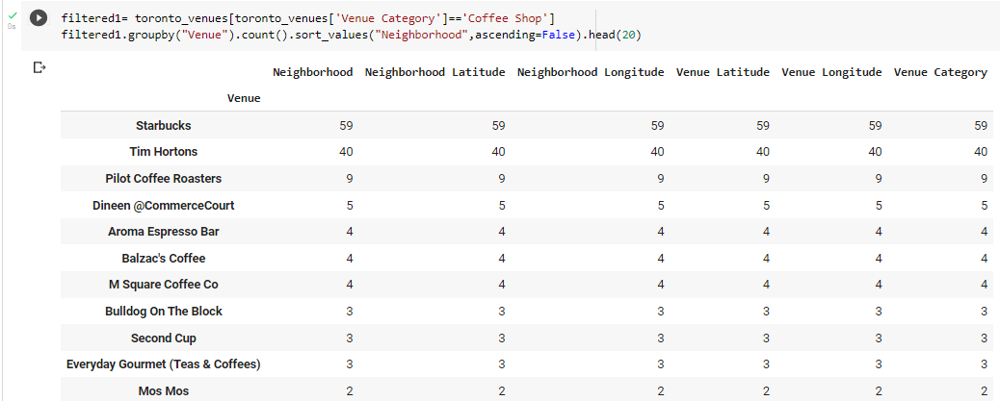 filtered1= toronto_venues[toronto_venues['Venue Category']=='Coffee Shop']
0s
filtered1.groupby("Venue").count().sort_values("Neighborhood",ascending=False).head(20)
Neighborhood Neighborhood Latitude Neighborhood Longitude Venue Latitude Venue Longitude Venue Category
Venue
Starbucks 59 59 59 59 59 59
Tim Hortons 40 40 40 40 40 40
Pilot Coffee Roasters 9 9 9 9 9 9
Dineen @CommerceCourt 5 5 5 5 5 5
Aroma Espresso Bar 4 4 4 4 4 4
Balzac's Coffee 4 4 4 4 4 4
M Square Coffee Co 4 4 4 4 4 4
Bulldog On The Block 3 3 3 3 3 3
Second Cup 3 3 3 3 3 3
Everyday Gourmet (Teas & Coffees) 3 3 3 3 3 3
Mos Mos 2 2 2 2 2 2